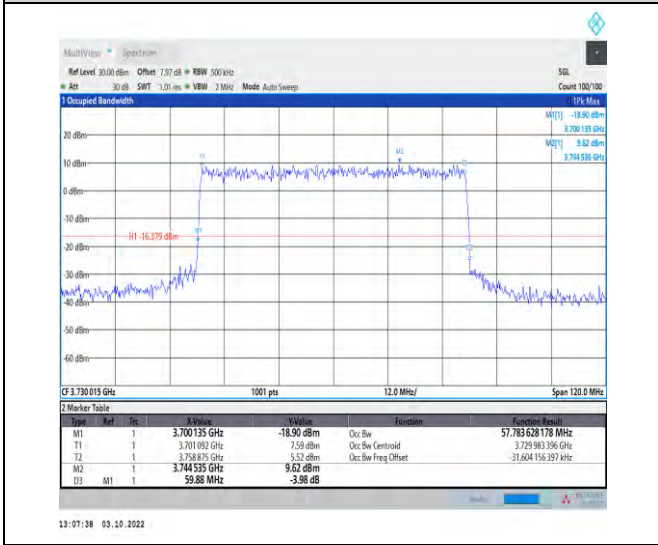 MultiView Spectrum
Ref Level 30.00 dBm Offset 7.97 dB RBW 500 kHz SGL
Att 30 dB SWT 1.01 ms VBW 2 MHz Mode Auto Sweep Count 100/100
1 Occupied Bandwidth 1Pk Max
M1[1] -18.90 dBm
3.700 135 GHz
M2[1] 9.62 dBm
3.744 535 GHz
20 dBm
10 dBm
0 dBm
-10 dBm
-20 dBm
-30 dBm
-40 dBm
-50 dBm
-60 dBm
T1
M2
M1
H1 -16.379 dBm
CF 3.730 015 GHz 1001 pts 12.0 MHz/ Span 120.0 MHz
2 Marker Table
Type Ref Trc X-Value Y-Value Function Function Result
M1 1 3.700135 GHz -18.90 dBm Occ Bw 57.783 628 178 MHz
T1 1 3.701 092 GHz 7.59 dBm Occ Bw Centroid 3.729 983 396 GHz
T2 1 3.758 875 GHz 5.52 dBm Occ Bw Freq Offset -31.604 156 397 kHz
M2 1 3.744 535 GHz 9.62 dBm
D3 M1 1 59.88 MHz -3.98 dB
13:07:38 03.10.2022